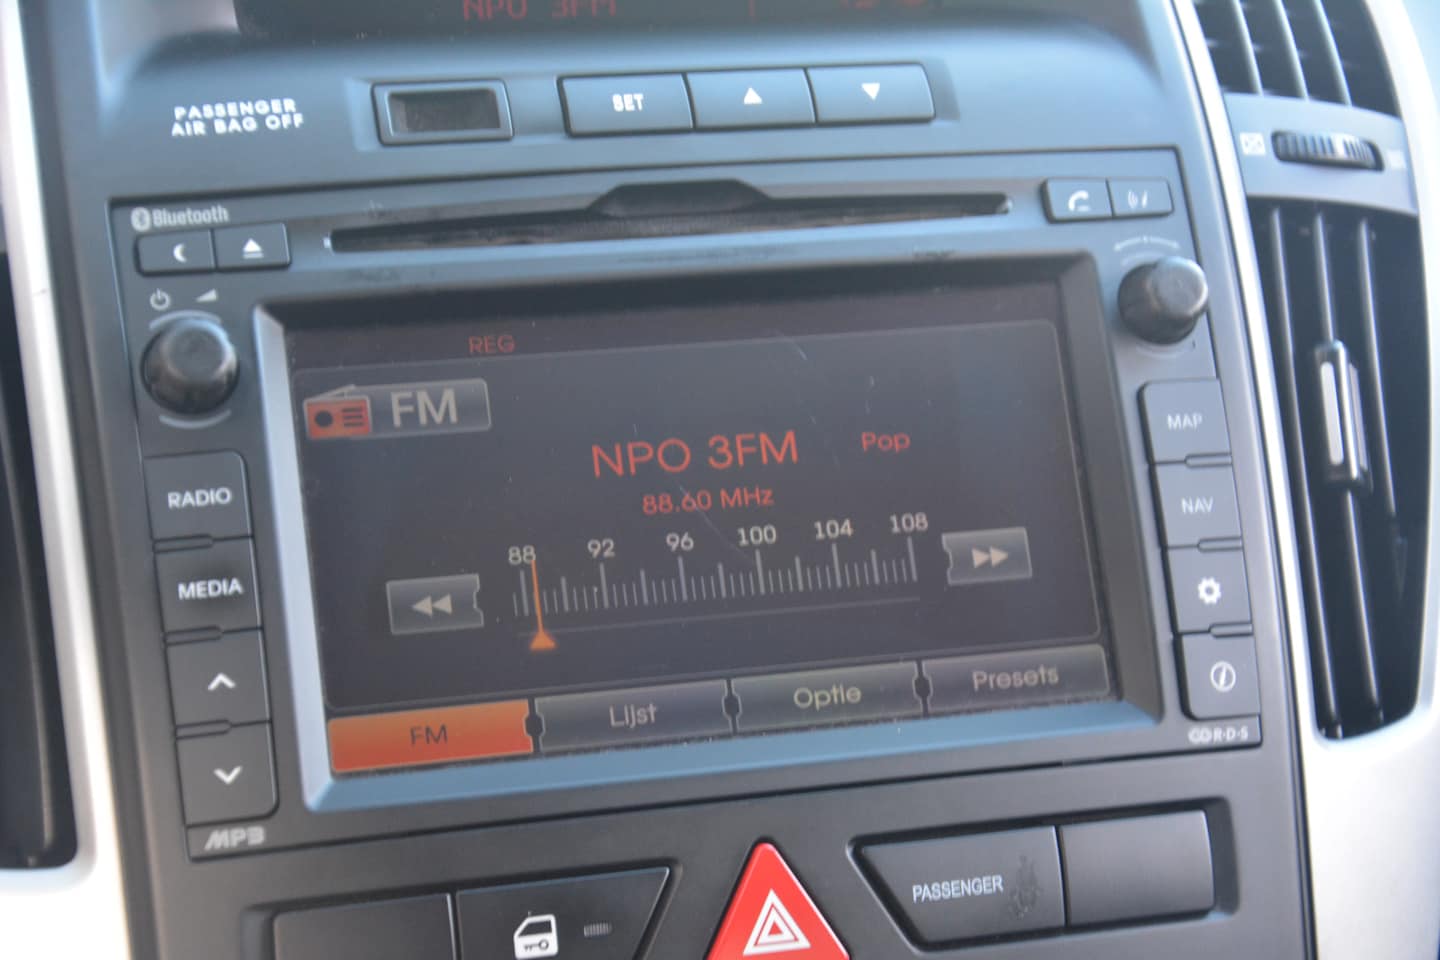 NPO 3FM
PASSENGER
AIR BAG OFF
SET
Bluetooth
REG
FM
NPO 3FM
Pop
88.60 MHz
88 92 96 100 104 108
FM
Lijst
Optie
Presets
RADIO
MEDIA
MP3
MAP
NAV
R·D·S
PASSENGER